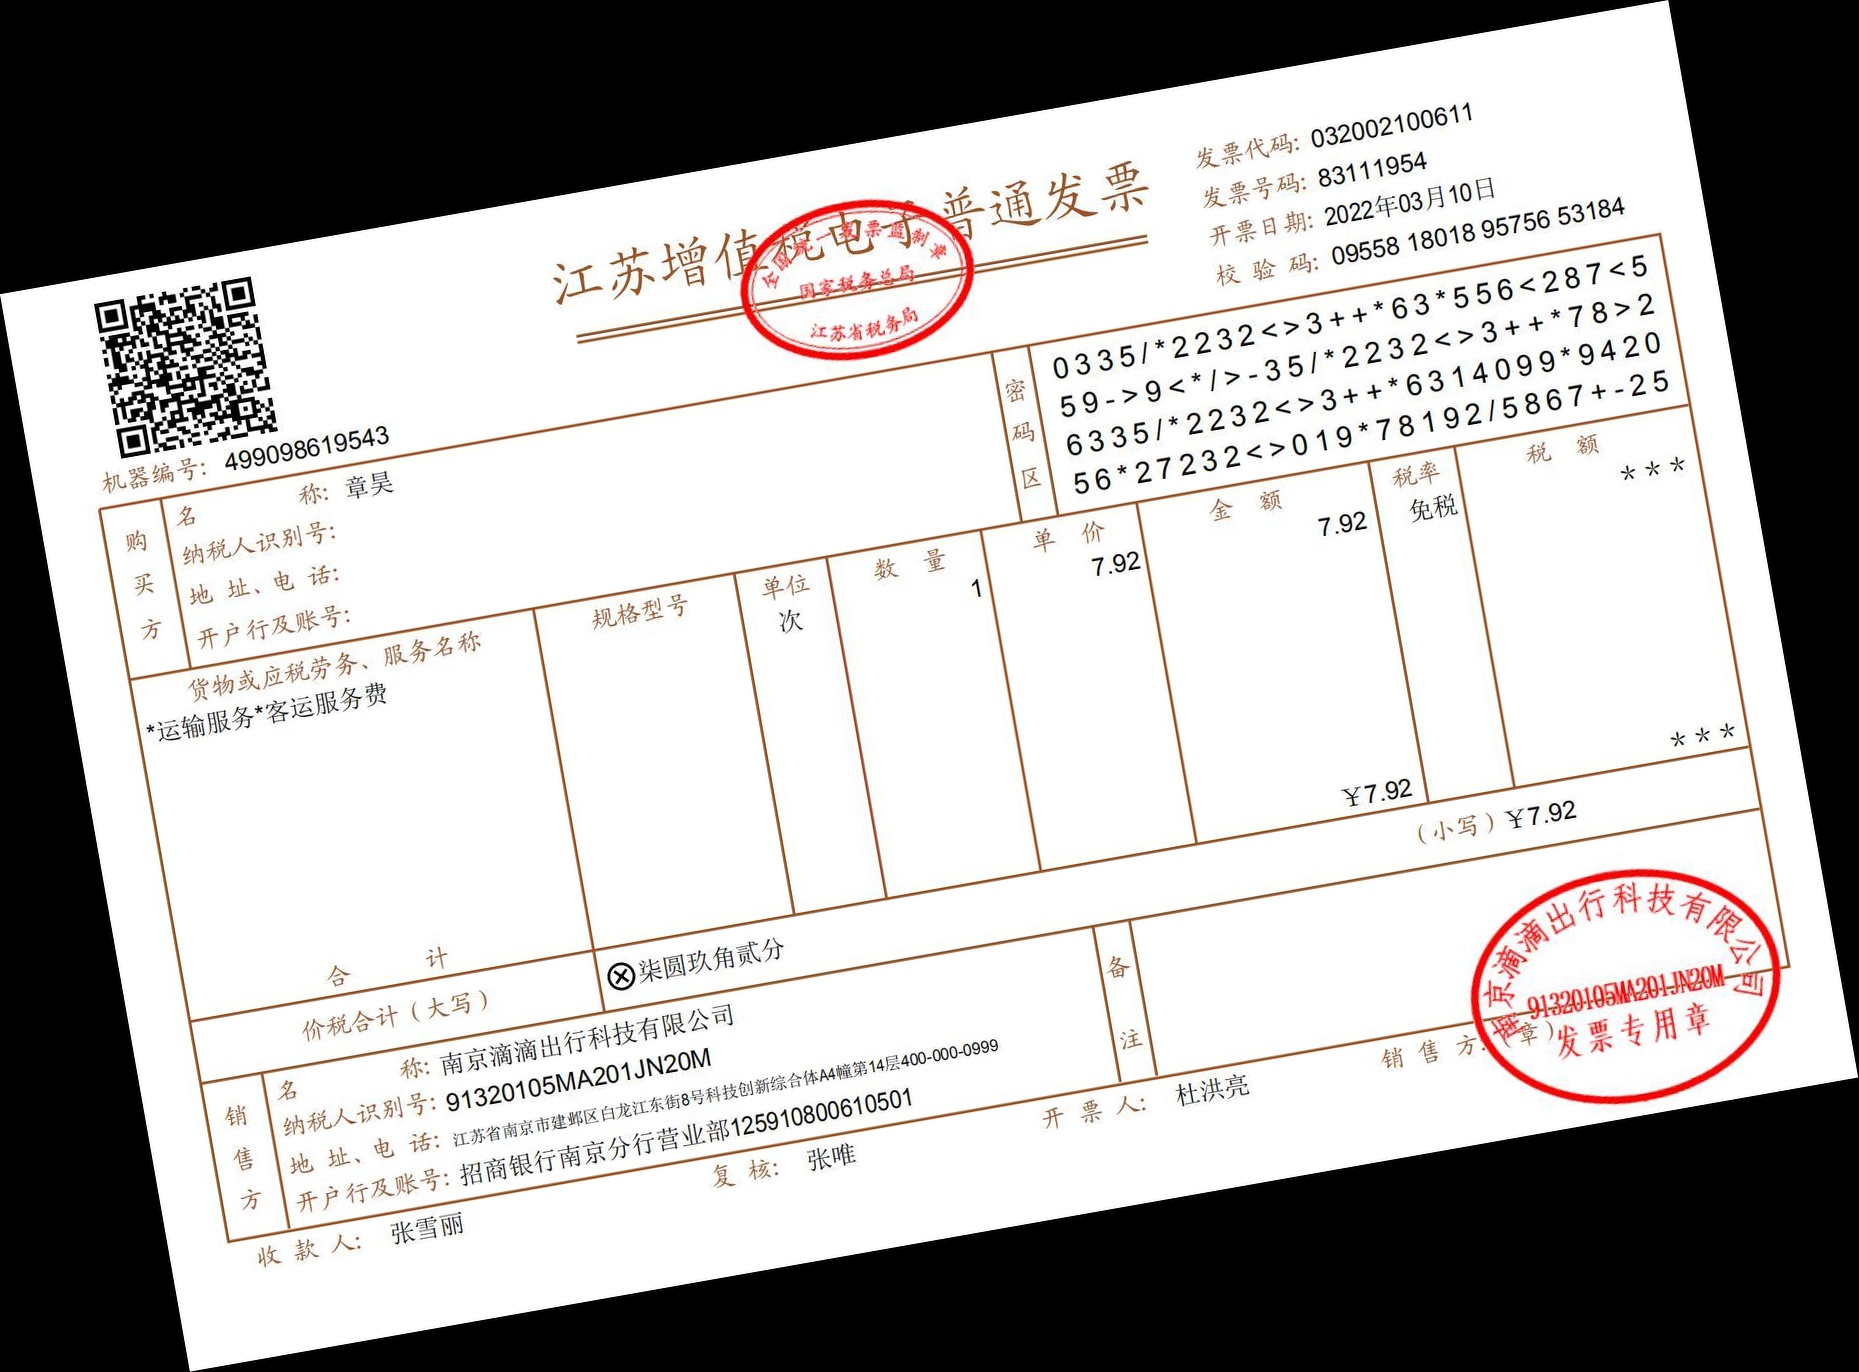 江苏增值税电子普通发票
全国统一发票监制章
国家税务总局
江苏省税务局
发票代码: 032002100611
发票号码: 83111954
开票日期: 2022年03月10日
校 验 码: 09558 18018 95756 53184
机器编号: 499098619543
购买方
名 称: 章昊
纳税人识别号:
地 址、电 话:
开户行及账号:
密码区
0335/*2232<>3++*63*556<287<5
59->9<*/>-35/*2232<>3++*78>2
6335/*2232<>3++*6314099*9420
56*27232<>019*78192/5867+-25
货物或应税劳务、服务名称 规格型号 单位 数 量 单 价 金 额 税率 税 额
*运输服务*客运服务费 次 1 7.92 7.92 免税 ***
合 计 ¥7.92 ***
价税合计（大写） ⊗柒圆玖角贰分 （小写）¥7.92
销售方
名 称: 南京滴滴出行科技有限公司
纳税人识别号: 91320105MA201JN20M
地 址、电 话: 江苏省南京市建邺区白龙江东街8号科技创新综合体A4幢第14层400-000-0999
开户行及账号: 招商银行南京分行营业部125910800610501
备注
收 款 人: 张雪丽 复 核: 张唯 开 票 人: 杜洪亮 销 售 方:（章）
南京滴滴出行科技有限公司
91320105MA201JN20M
发票专用章